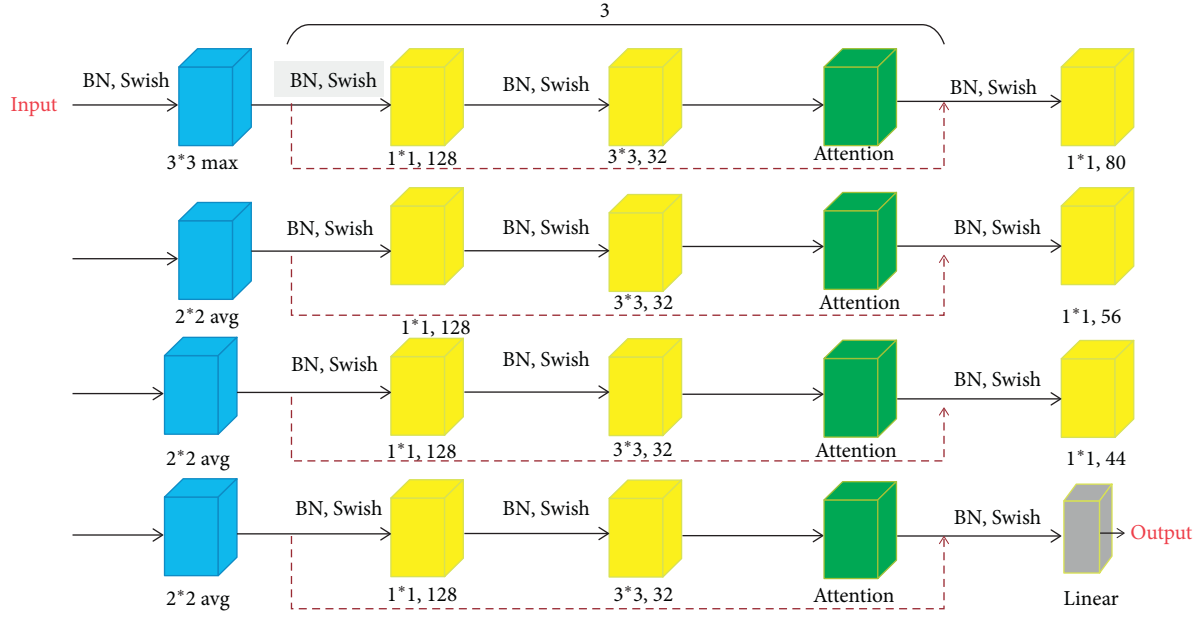 3
Input
BN, Swish
BN, Swish
BN, Swish
BN, Swish
3*3 max
1*1, 128
3*3, 32
Attention
1*1, 80
BN, Swish
BN, Swish
BN, Swish
2*2 avg
1*1, 128
3*3, 32
Attention
1*1, 56
BN, Swish
BN, Swish
BN, Swish
2*2 avg
1*1, 128
3*3, 32
Attention
1*1, 44
BN, Swish
BN, Swish
BN, Swish
Output
2*2 avg
1*1, 128
3*3, 32
Attention
Linear